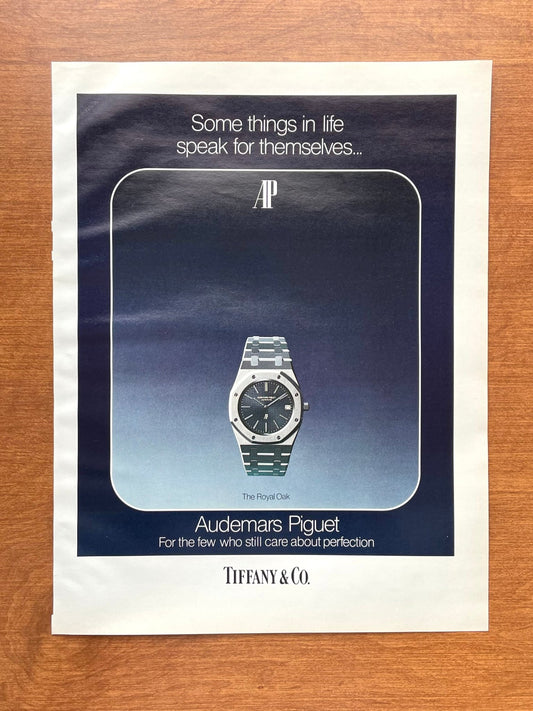 Some things in life
speak for themselves...
AP
The Royal Oak
Audemars Piguet
For the few who still care about perfection
TIFFANY & CO.